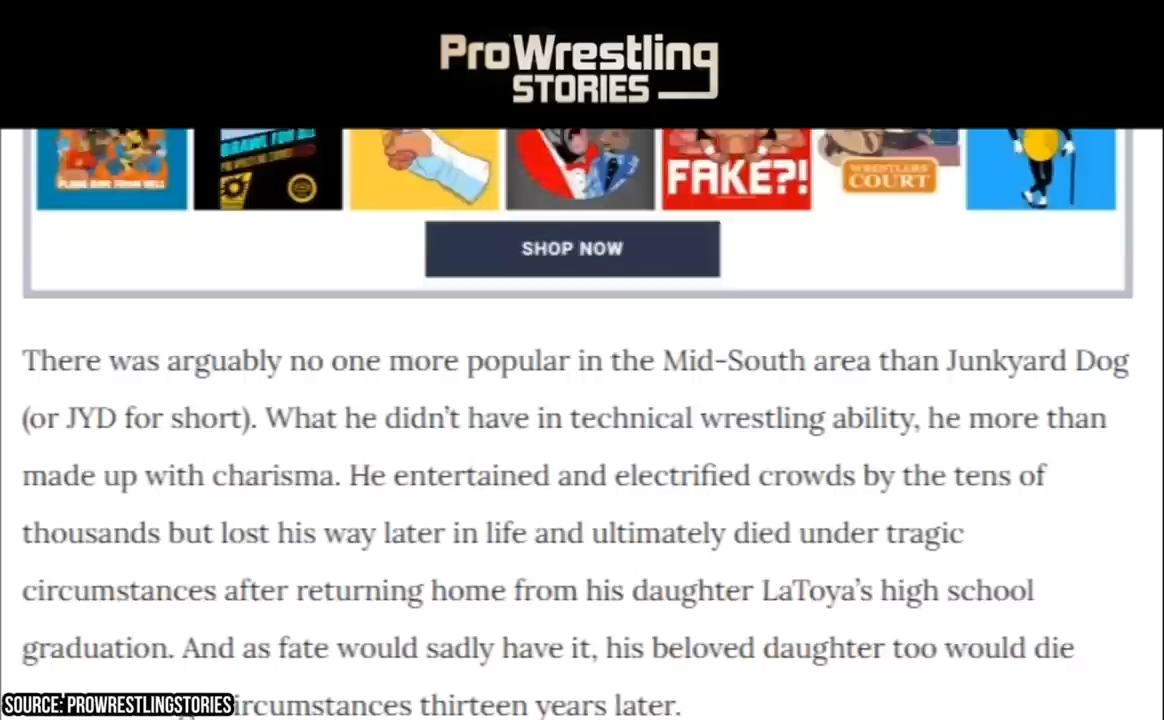 ProWrestling
STORIES
FAKE?!
WRESTLERS
COURT
SHOP NOW
There was arguably no one more popular in the Mid-South area than Junkyard Dog
(or JYD for short). What he didn't have in technical wrestling ability, he more than
made up with charisma. He entertained and electrified crowds by the tens of
thousands but lost his way later in life and ultimately died under tragic
circumstances after returning home from his daughter LaToya's high school
graduation. And as fate would sadly have it, his beloved daughter too would die
ircumstances thirteen years later.
SOURCE: PROWRESTLINGSTORIES